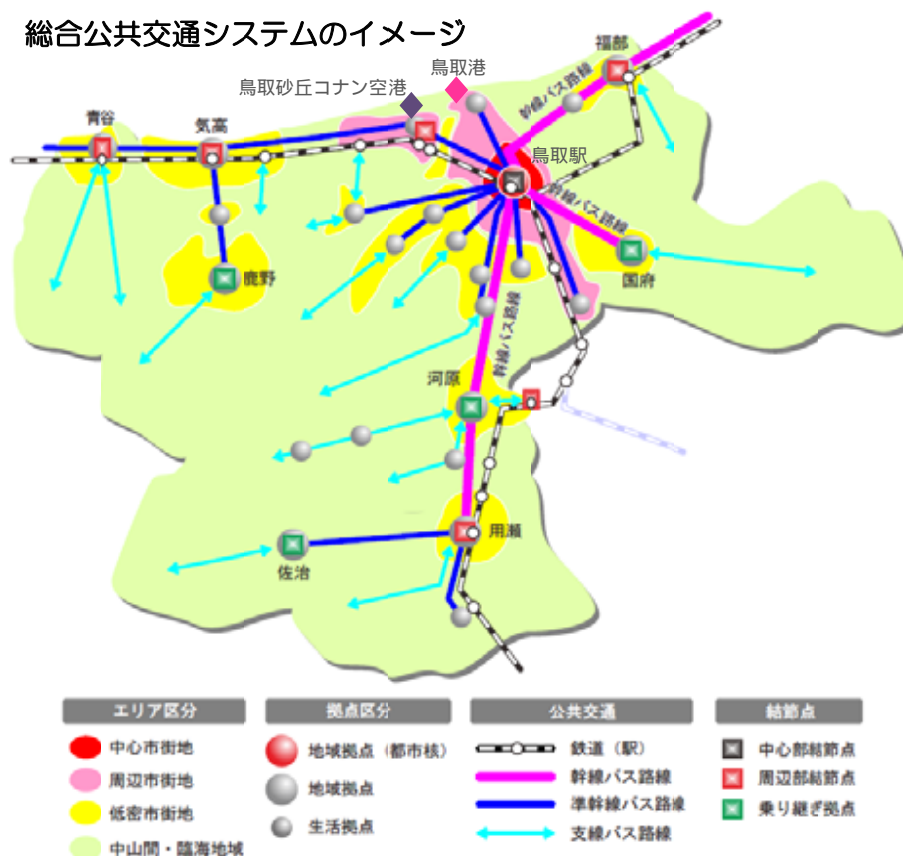 総合公共交通システムのイメージ
福部
鳥取港
鳥取砂丘コナン空港
幹線バス路線
青谷
気高
鳥取駅
幹線バス路線
鹿野
国府
幹線バス路線
河原
用瀬
佐治
エリア区分
中心市街地
周辺市街地
低密市街地
中山間・臨海地域
拠点区分
地域拠点（都市核）
地域拠点
生活拠点
公共交通
鉄道（駅）
幹線バス路線
準幹線バス路線
支線バス路線
結節点
中心部結節点
周辺部結節点
乗り継ぎ拠点